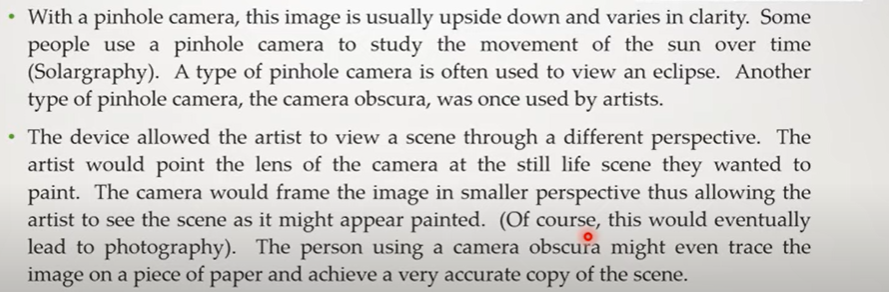 • With a pinhole camera, this image is usually upside down and varies in clarity. Some
people use a pinhole camera to study the movement of the sun over time
(Solargraphy). A type of pinhole camera is often used to view an eclipse. Another
type of pinhole camera, the camera obscura, was once used by artists.
• The device allowed the artist to view a scene through a different perspective. The
artist would point the lens of the camera at the still life scene they wanted to
paint. The camera would frame the image in smaller perspective thus allowing the
artist to see the scene as it might appear painted. (Of course, this would eventually
lead to photography). The person using a camera obscura might even trace the
image on a piece of paper and achieve a very accurate copy of the scene.